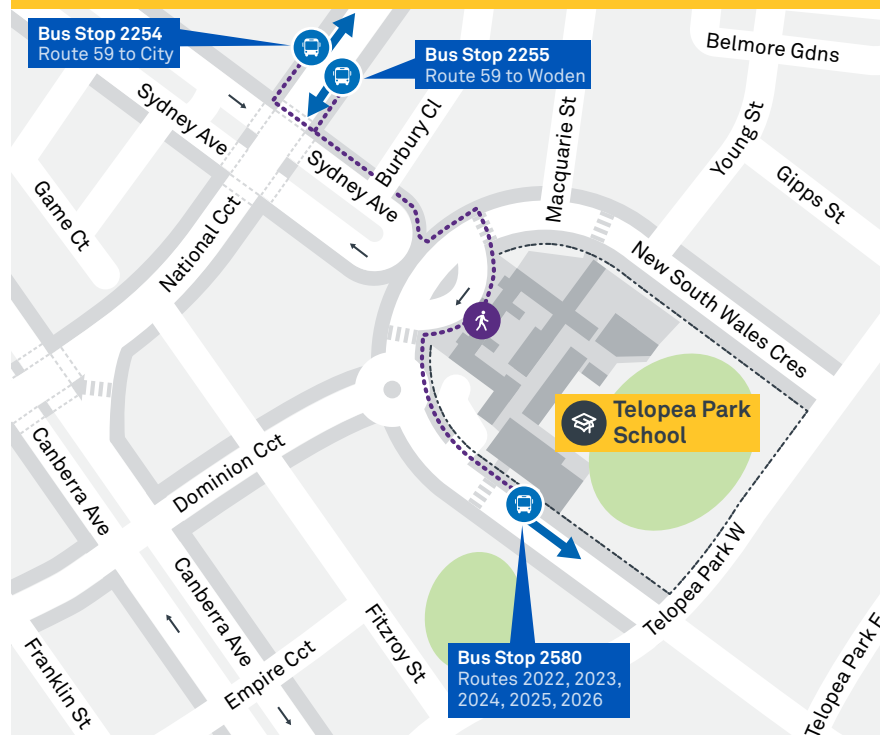 Bus Stop 2254
Route 59 to City
Bus Stop 2255
Route 59 to Woden
Belmore Gdns
Sydney Ave
Sydney Ave
Burbury Cl
Macquarie St
Young St
Gipps St
Game Ct
National Cct
New South Wales Cres
Telopea Park
School
Canberra Ave
Dominion Cct
Canberra Ave
Telopea Park W
Fitzroy St
Empire Cct
Franklin St
Bus Stop 2580
Routes 2022, 2023,
2024, 2025, 2026
Telopea Park E